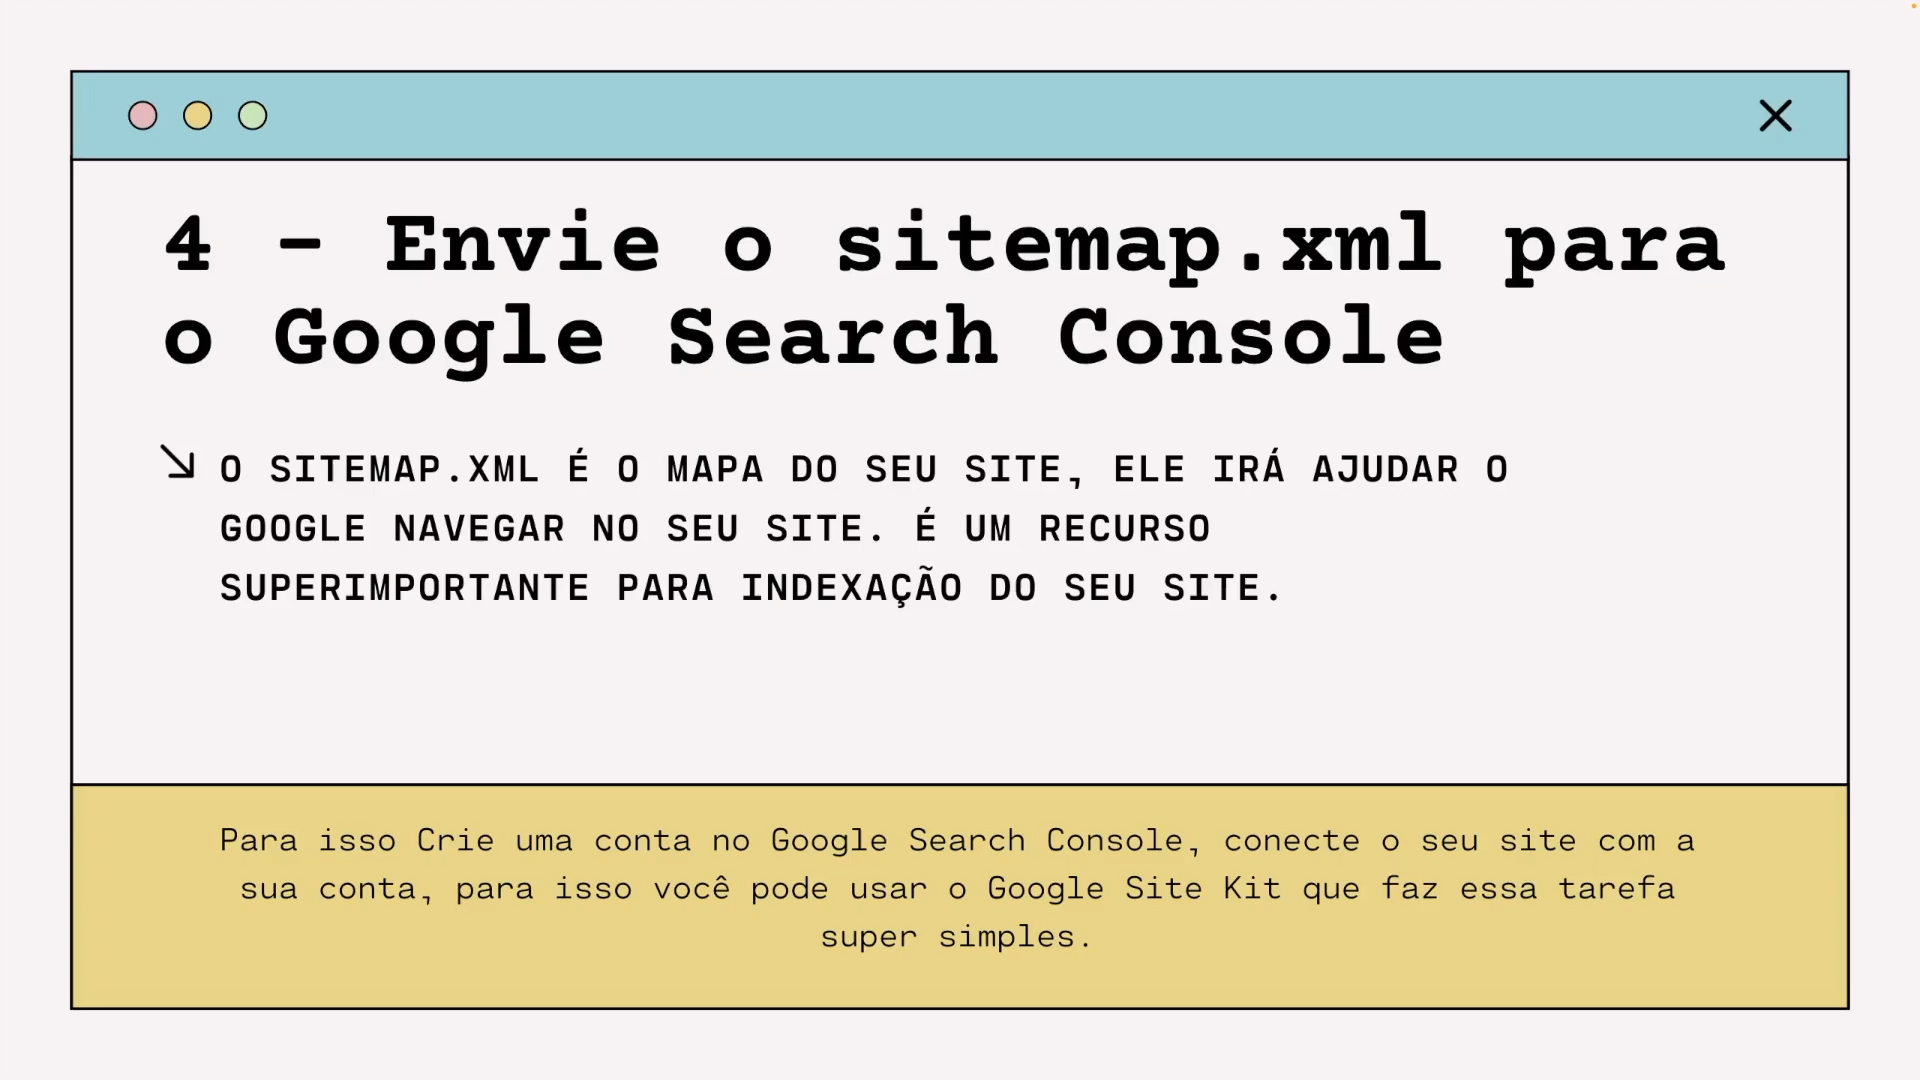 4 - Envie o sitemap.xml para
o Google Search Console
O SITEMAP.XML É O MAPA DO SEU SITE, ELE IRÁ AJUDAR O
GOOGLE NAVEGAR NO SEU SITE. É UM RECURSO
SUPERIMPORTANTE PARA INDEXAÇÃO DO SEU SITE.
Para isso Crie uma conta no Google Search Console, conecte o seu site com a
sua conta, para isso você pode usar o Google Site Kit que faz essa tarefa
super simples.